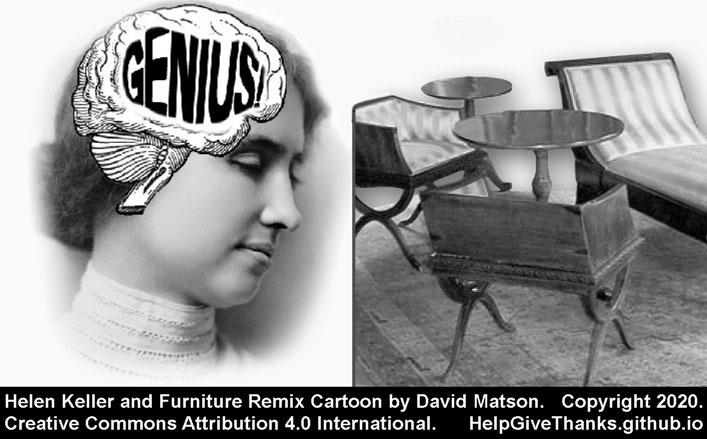 GENIUS!
Helen Keller and Furniture Remix Cartoon by David Matson. Copyright 2020.
Creative Commons Attribution 4.0 International. HelpGiveThanks.github.io